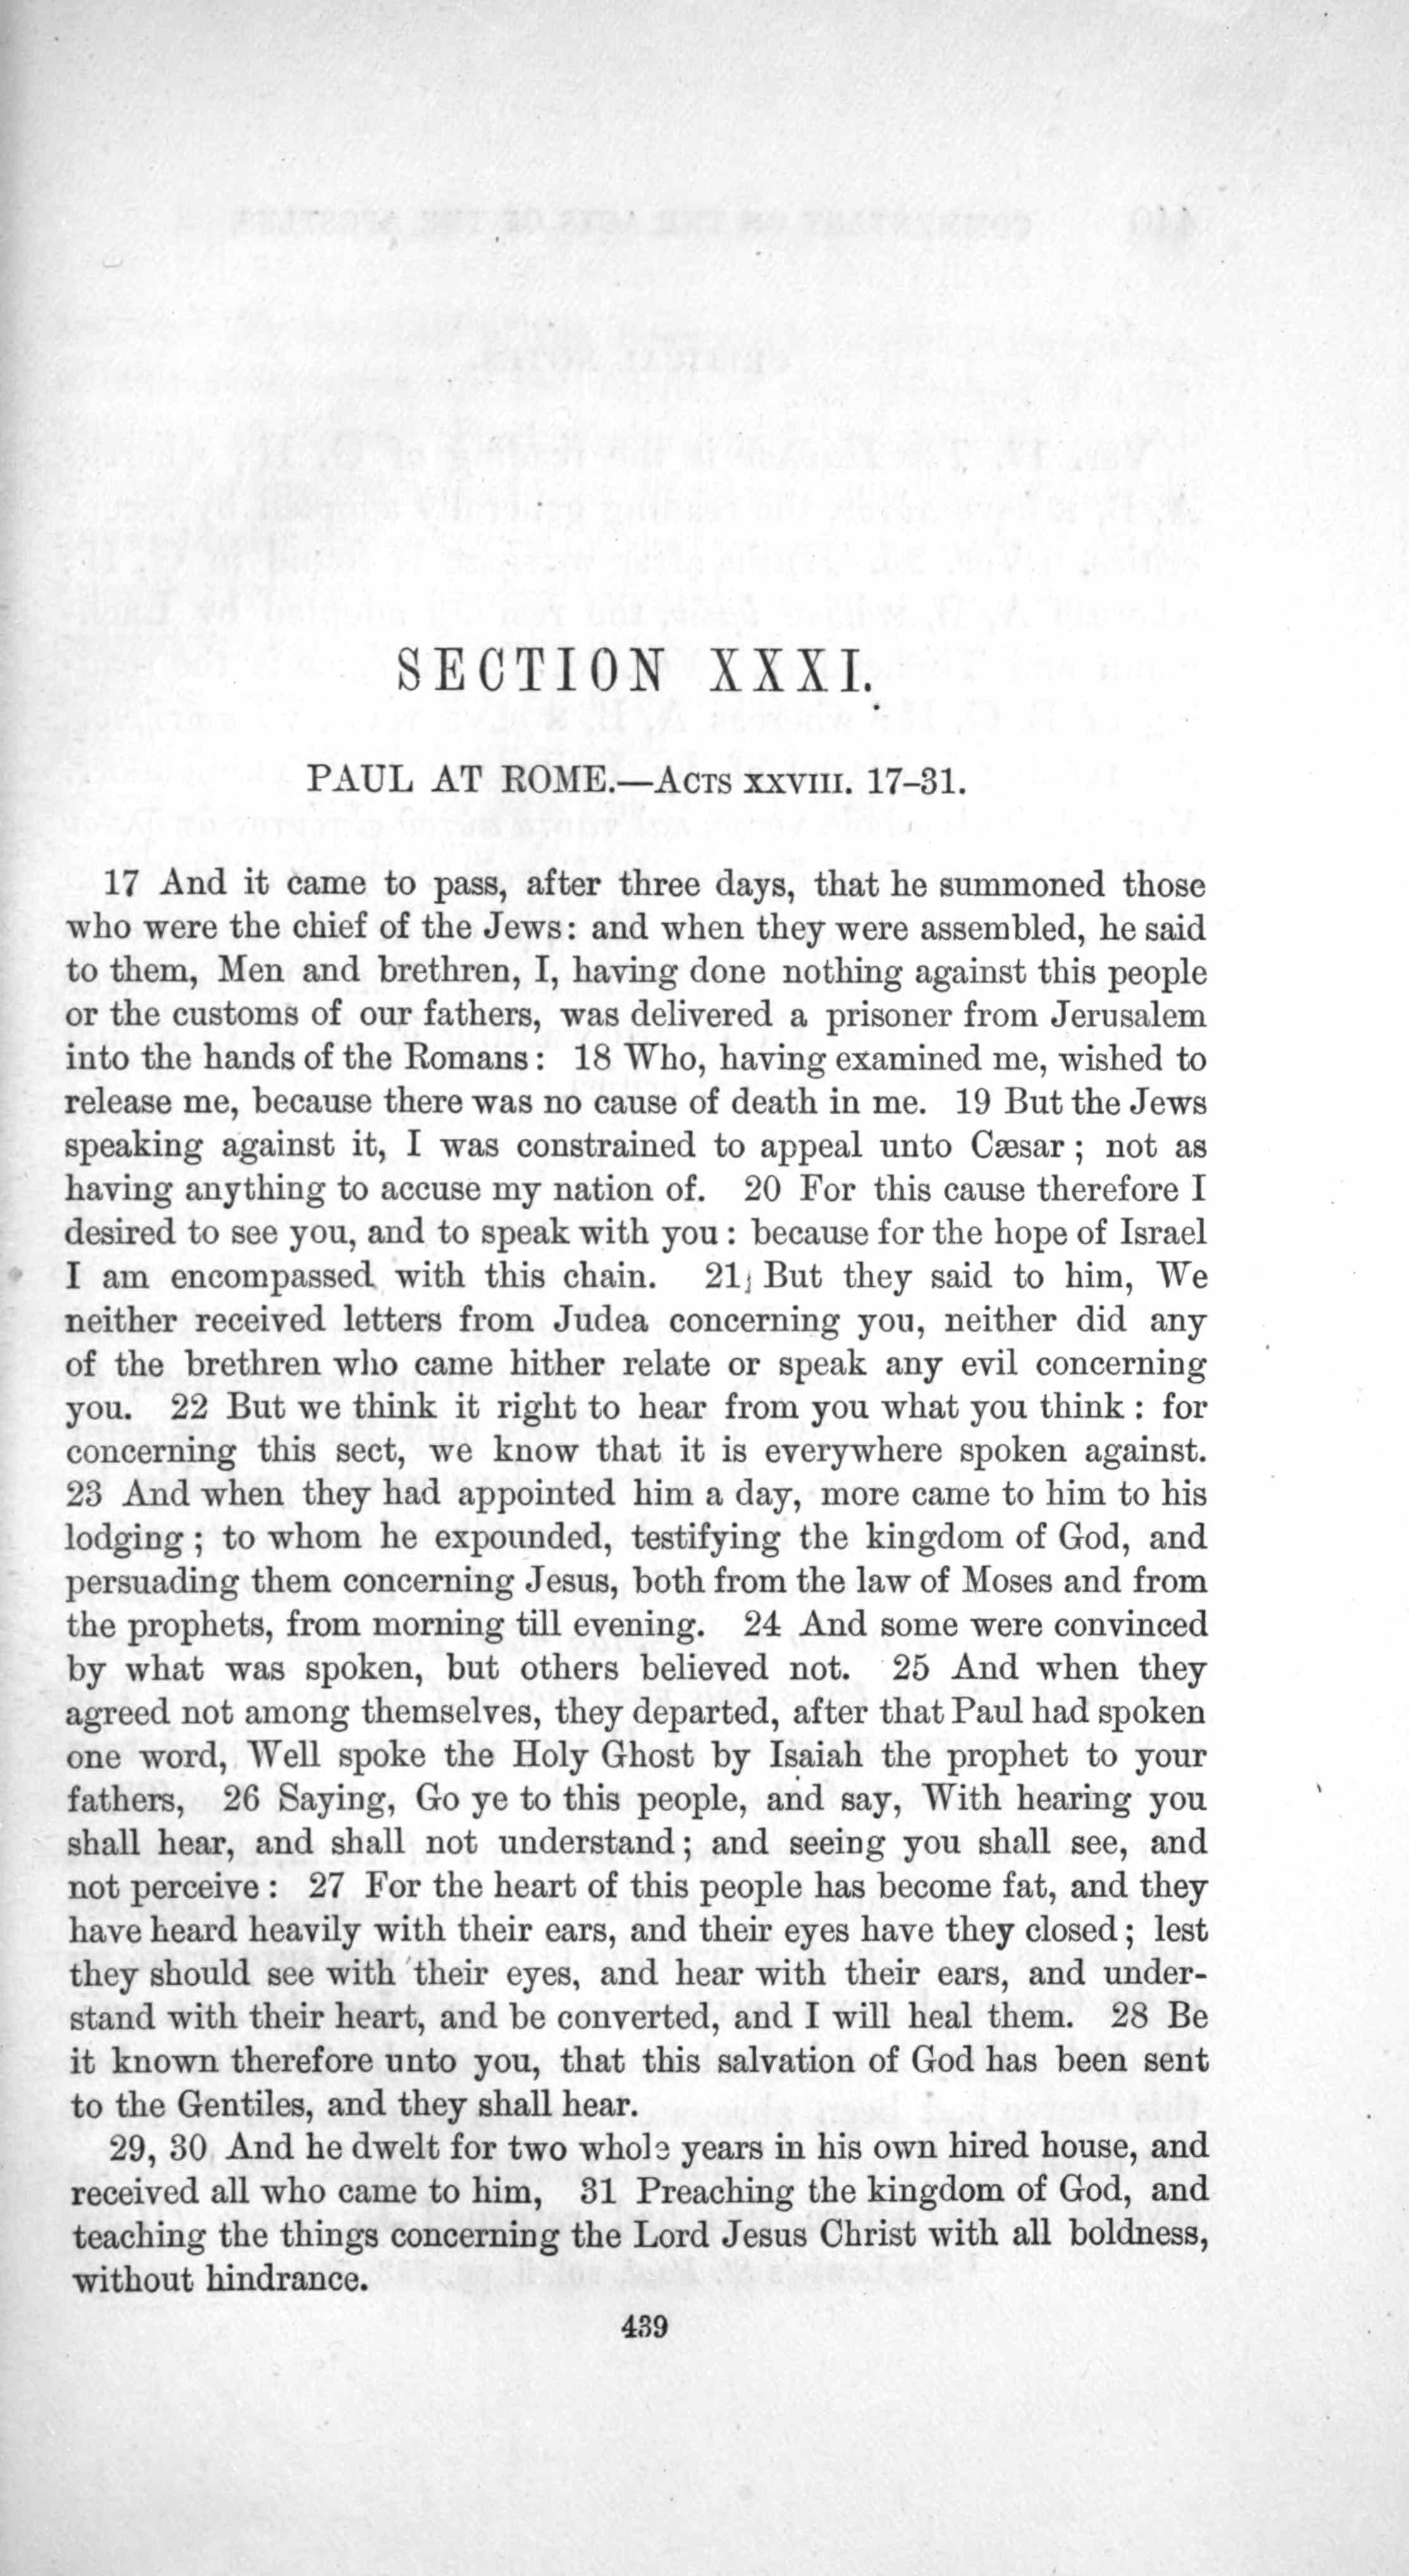 SECTION XXXI.
PAUL AT ROME.—ACTS XXVIII. 17–31.
17 And it came to pass, after three days, that he summoned those
who were the chief of the Jews: and when they were assembled, he said
to them, Men and brethren, I, having done nothing against this people
or the customs of our fathers, was delivered a prisoner from Jerusalem
into the hands of the Romans: 18 Who, having examined me, wished to
release me, because there was no cause of death in me. 19 But the Jews
speaking against it, I was constrained to appeal unto Cæsar; not as
having anything to accuse my nation of. 20 For this cause therefore I
desired to see you, and to speak with you: because for the hope of Israel
I am encompassed with this chain. 21 But they said to him, We
neither received letters from Judea concerning you, neither did any
of the brethren who came hither relate or speak any evil concerning
you. 22 But we think it right to hear from you what you think: for
concerning this sect, we know that it is everywhere spoken against.
23 And when they had appointed him a day, more came to him to his
lodging; to whom he expounded, testifying the kingdom of God, and
persuading them concerning Jesus, both from the law of Moses and from
the prophets, from morning till evening. 24 And some were convinced
by what was spoken, but others believed not. 25 And when they
agreed not among themselves, they departed, after that Paul had spoken
one word, Well spoke the Holy Ghost by Isaiah the prophet to your
fathers, 26 Saying, Go ye to this people, and say, With hearing you
shall hear, and shall not understand; and seeing you shall see, and
not perceive: 27 For the heart of this people has become fat, and they
have heard heavily with their ears, and their eyes have they closed; lest
they should see with their eyes, and hear with their ears, and under-
stand with their heart, and be converted, and I will heal them. 28 Be
it known therefore unto you, that this salvation of God has been sent
to the Gentiles, and they shall hear.
29, 30 And he dwelt for two whole years in his own hired house, and
received all who came to him, 31 Preaching the kingdom of God, and
teaching the things concerning the Lord Jesus Christ with all boldness,
without hindrance.
439